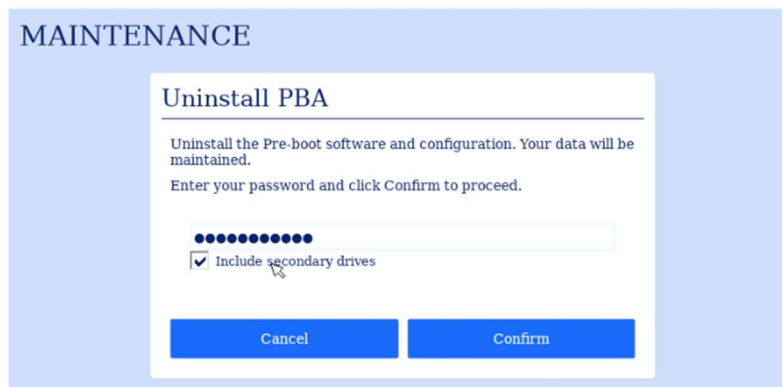 MAINTENANCE
Uninstall PBA
Uninstall the Pre-boot software and configuration. Your data will be
maintained.
Enter your password and click Confirm to proceed.
●●●●●●●●●●●
Include secondary drives
Cancel
Confirm